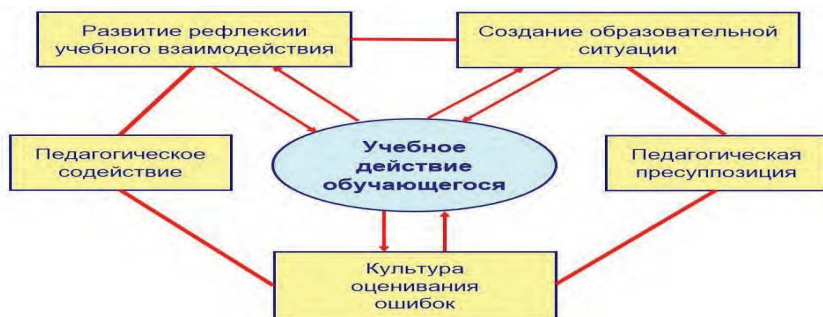 Развитие рефлексии
учебного взаимодействия
Создание образовательной
ситуации
Педагогическое
содействие
Учебное
действие
обучающегося
Педагогическая
пресуппозиция
Культура
оценивания
ошибок